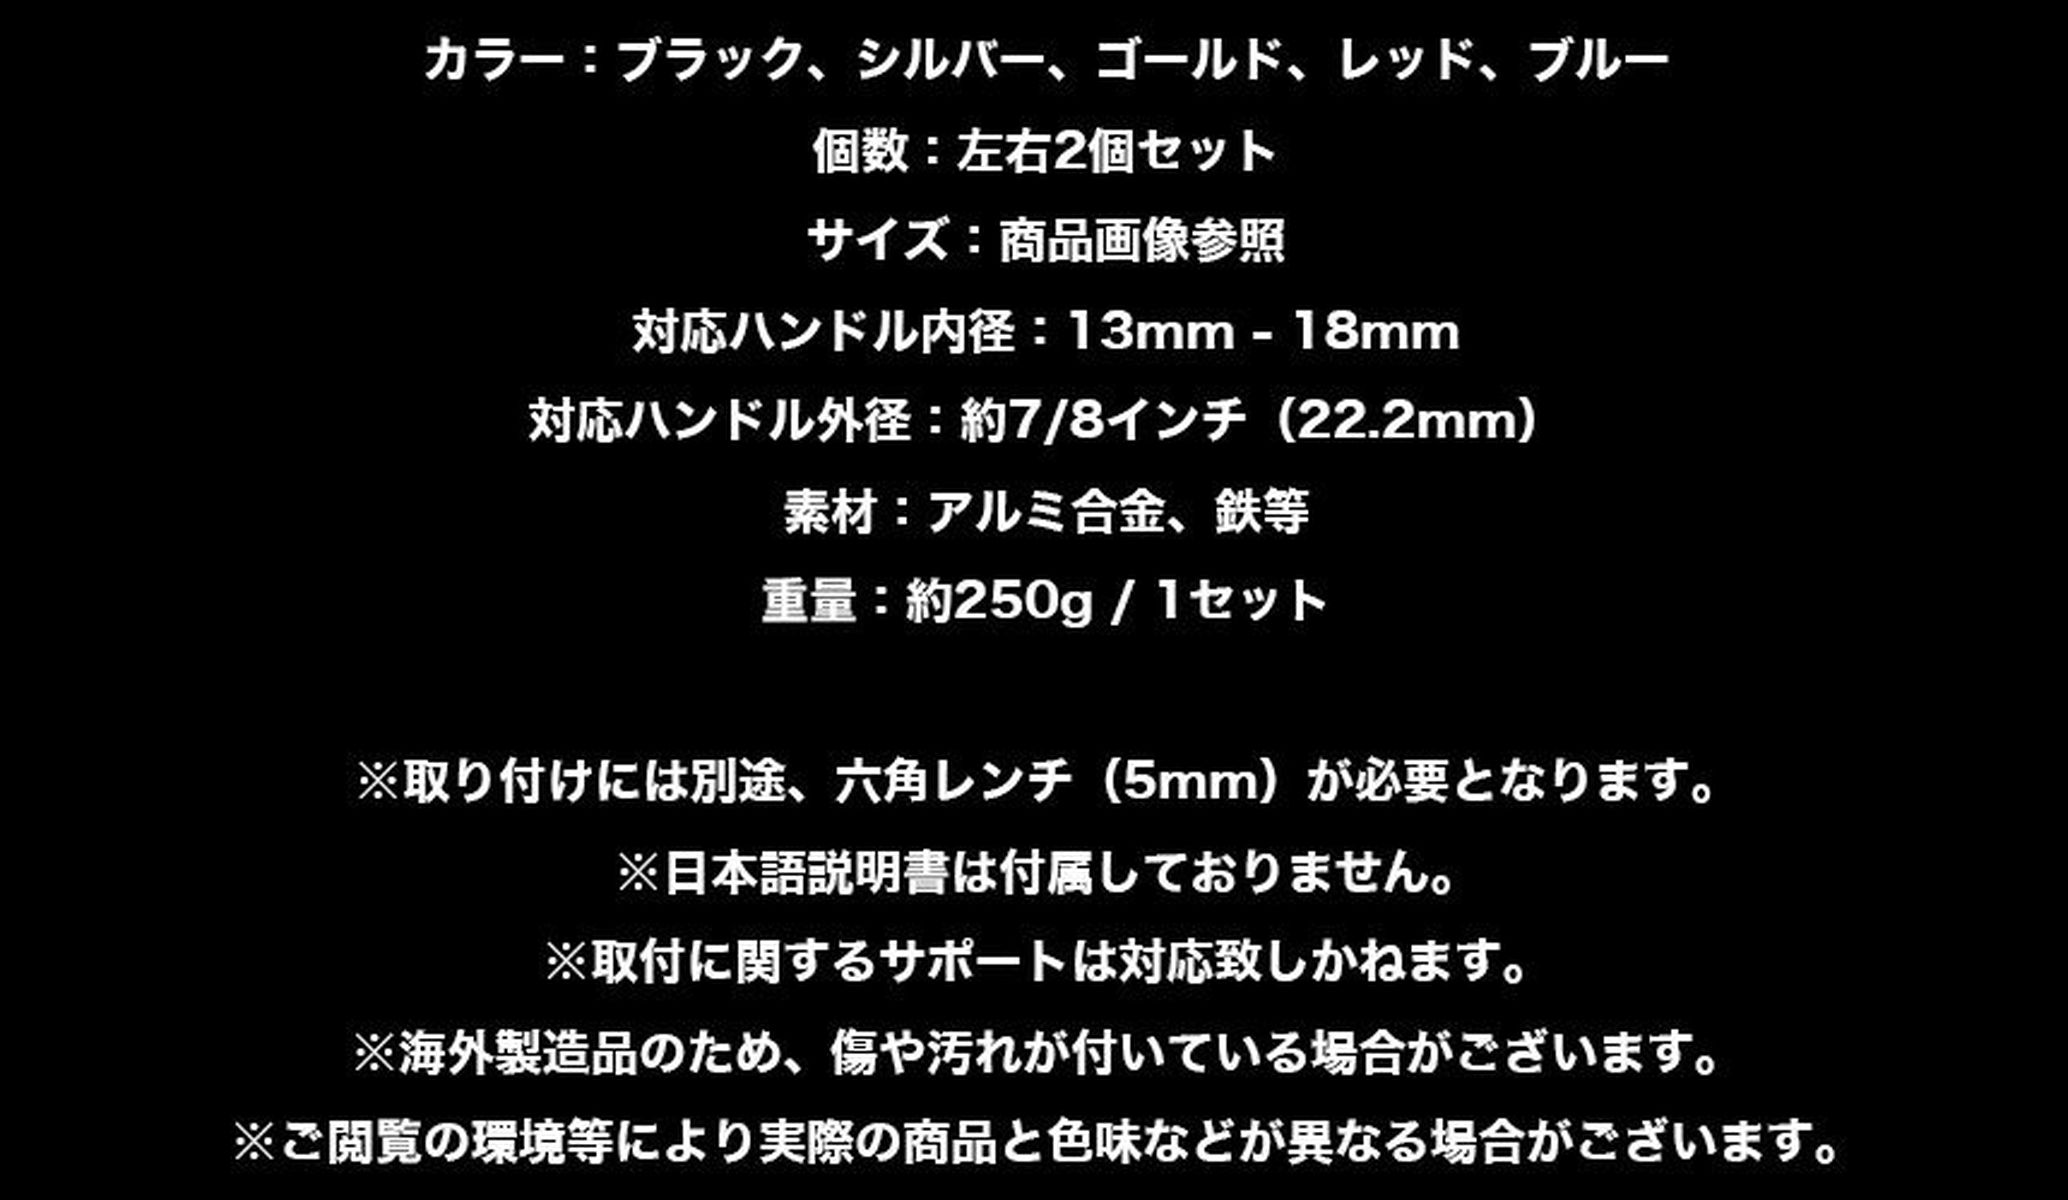 カラー：ブラック、シルバー、ゴールド、レッド、ブルー
個数：左右2個セット
サイズ：商品画像参照
対応ハンドル内径：13mm - 18mm
対応ハンドル外径：約7/8インチ（22.2mm）
素材：アルミ合金、鉄等
重量：約250g / 1セット
※取り付けには別途、六角レンチ（5mm）が必要となります。
※日本語説明書は付属しておりません。
※取付に関するサポートは対応致しかねます。
※海外製造品のため、傷や汚れが付いている場合がございます。
※ご閲覧の環境等により実際の商品と色味などが異なる場合がございます。